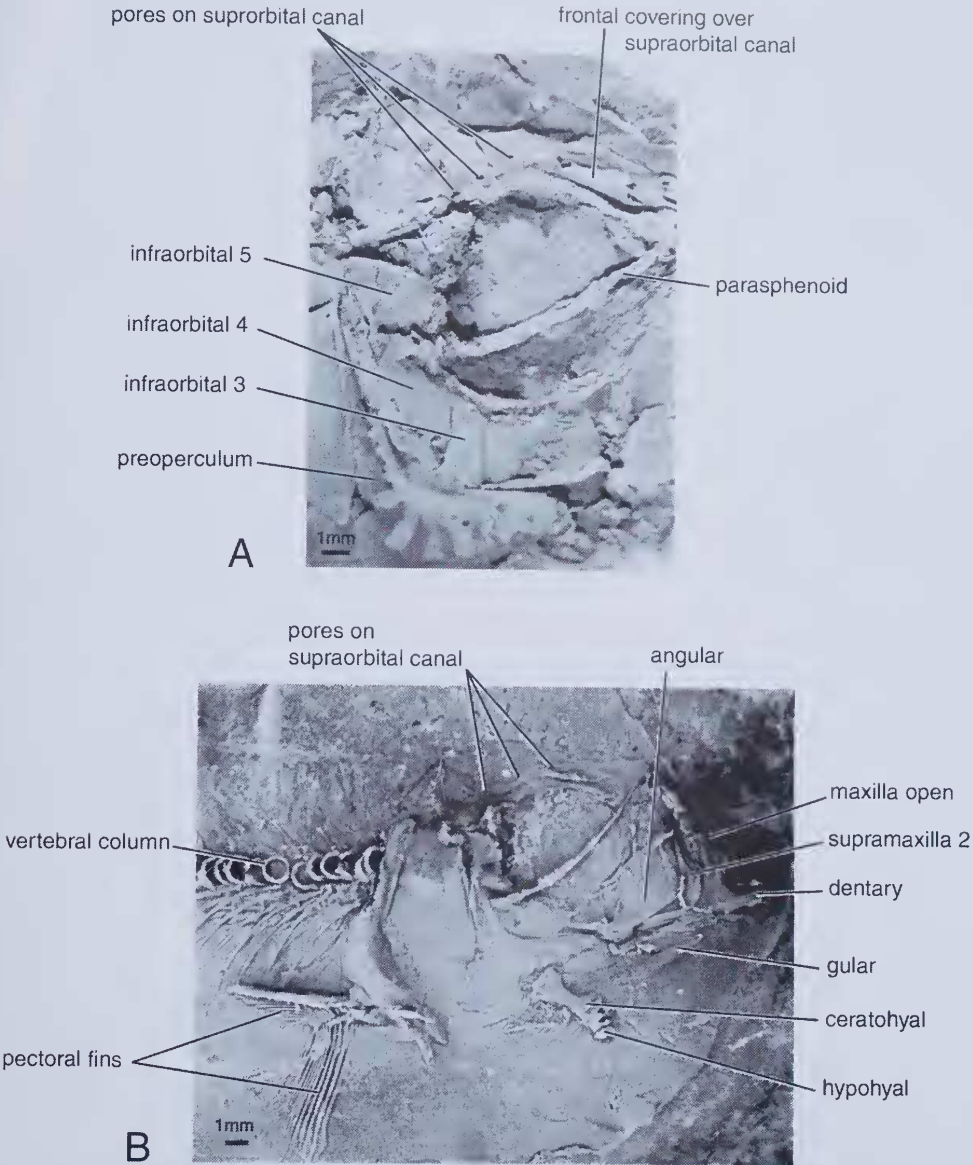 pores on suprorbital canal
frontal covering over
supraorbital canal
infraorbital 5
parasphenoid
infraorbital 4
infraorbital 3
preoperculum
1mm
A
pores on
supraorbital canal
angular
maxilla open
vertebral column
supramaxilla 2
dentary
gular
ceratohyal
pectoral fins
hypohyal
1mm
B